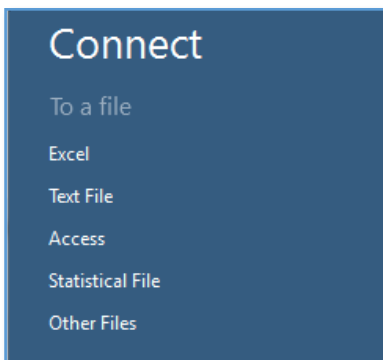 Connect
To a file
Excel
Text File
Access
Statistical File
Other Files